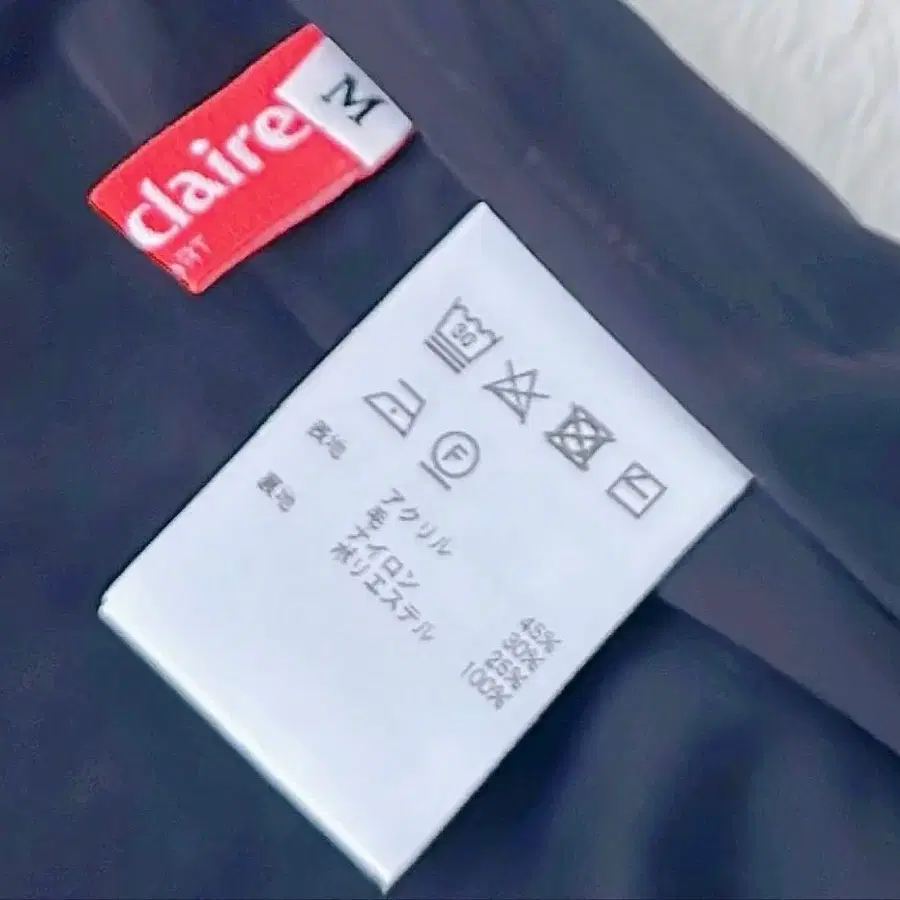 M
claire
30
F
表地 アクリル 45%
毛 30%
ナイロン 25%
裏地 ポリエステル 100%